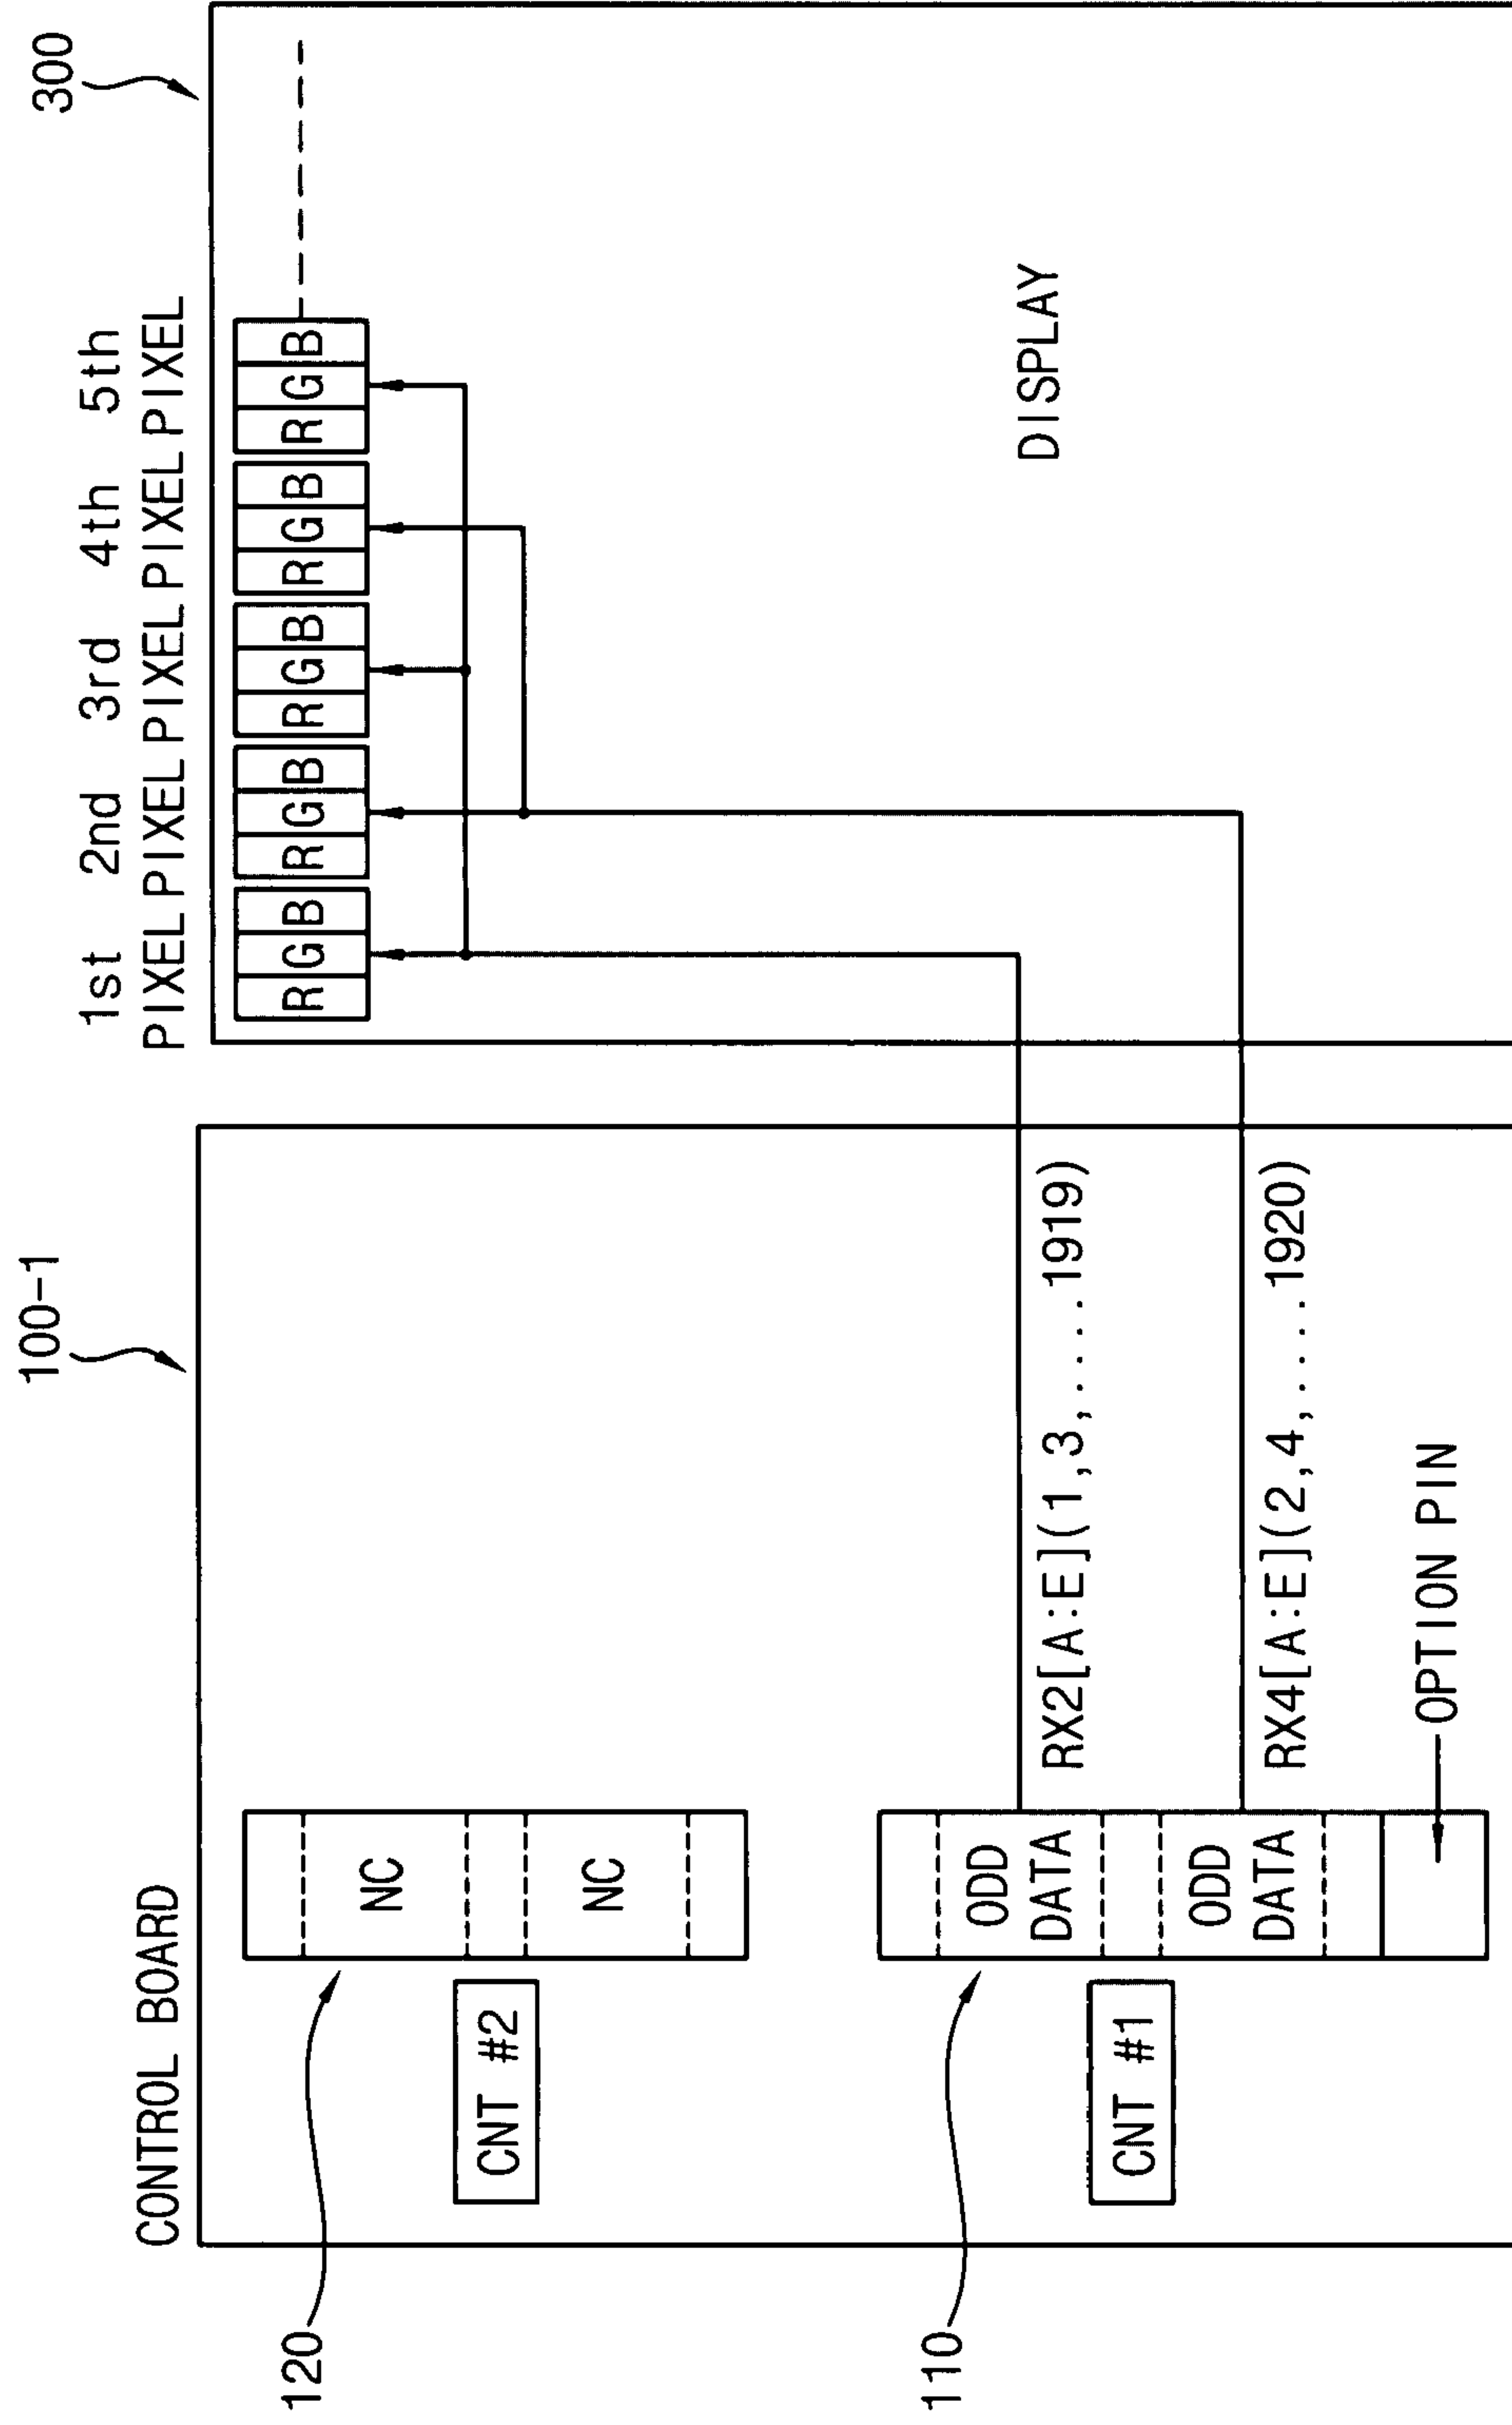 100-1
300
CONTROL BOARD
1st 2nd 3rd 4th 5th
PIXEL PIXEL PIXEL PIXEL PIXEL
R G B R G B R G B R G B R G B
120
NC
CNT #2
NC
DISPLAY
110
ODD
DATA
RX2[A:E](1,3,....1919)
CNT #1
ODD
DATA
RX4[A:E](2,4,....1920)
OPTION PIN